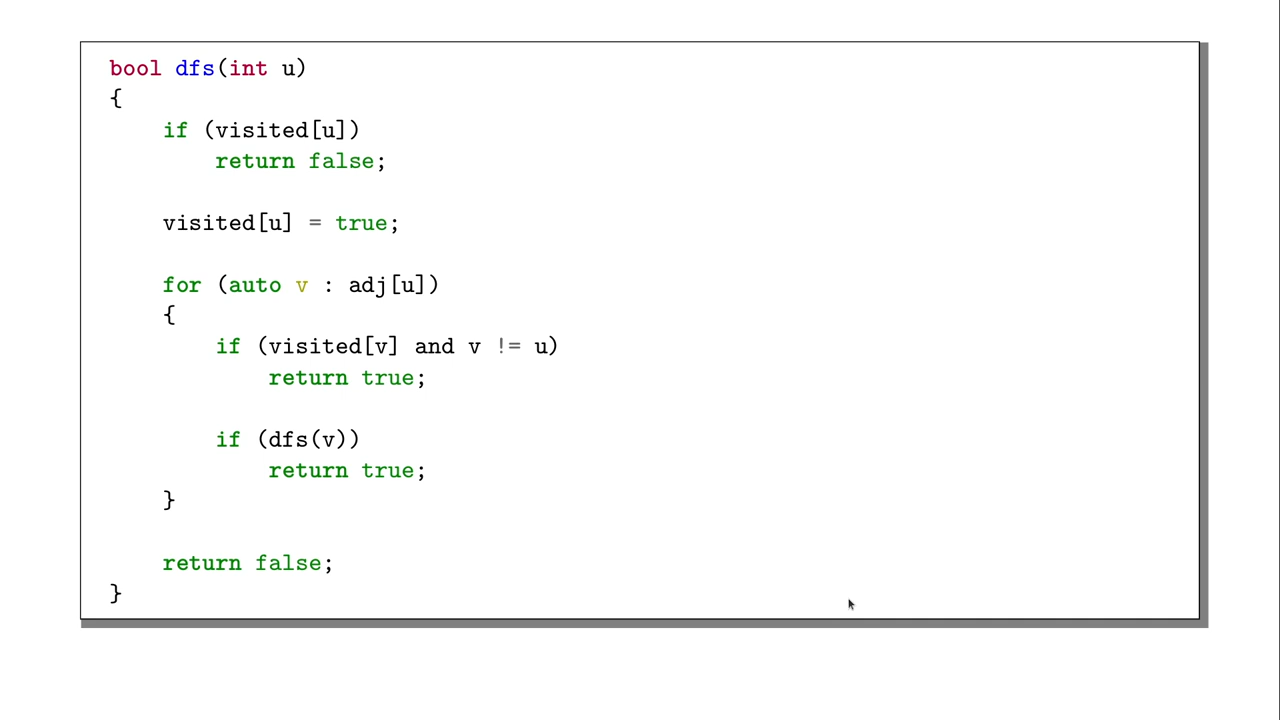 bool dfs(int u)
{
    if (visited[u])
        return false;

    visited[u] = true;

    for (auto v : adj[u])
    {
        if (visited[v] and v != u)
            return true;

        if (dfs(v))
            return true;
    }

    return false;
}